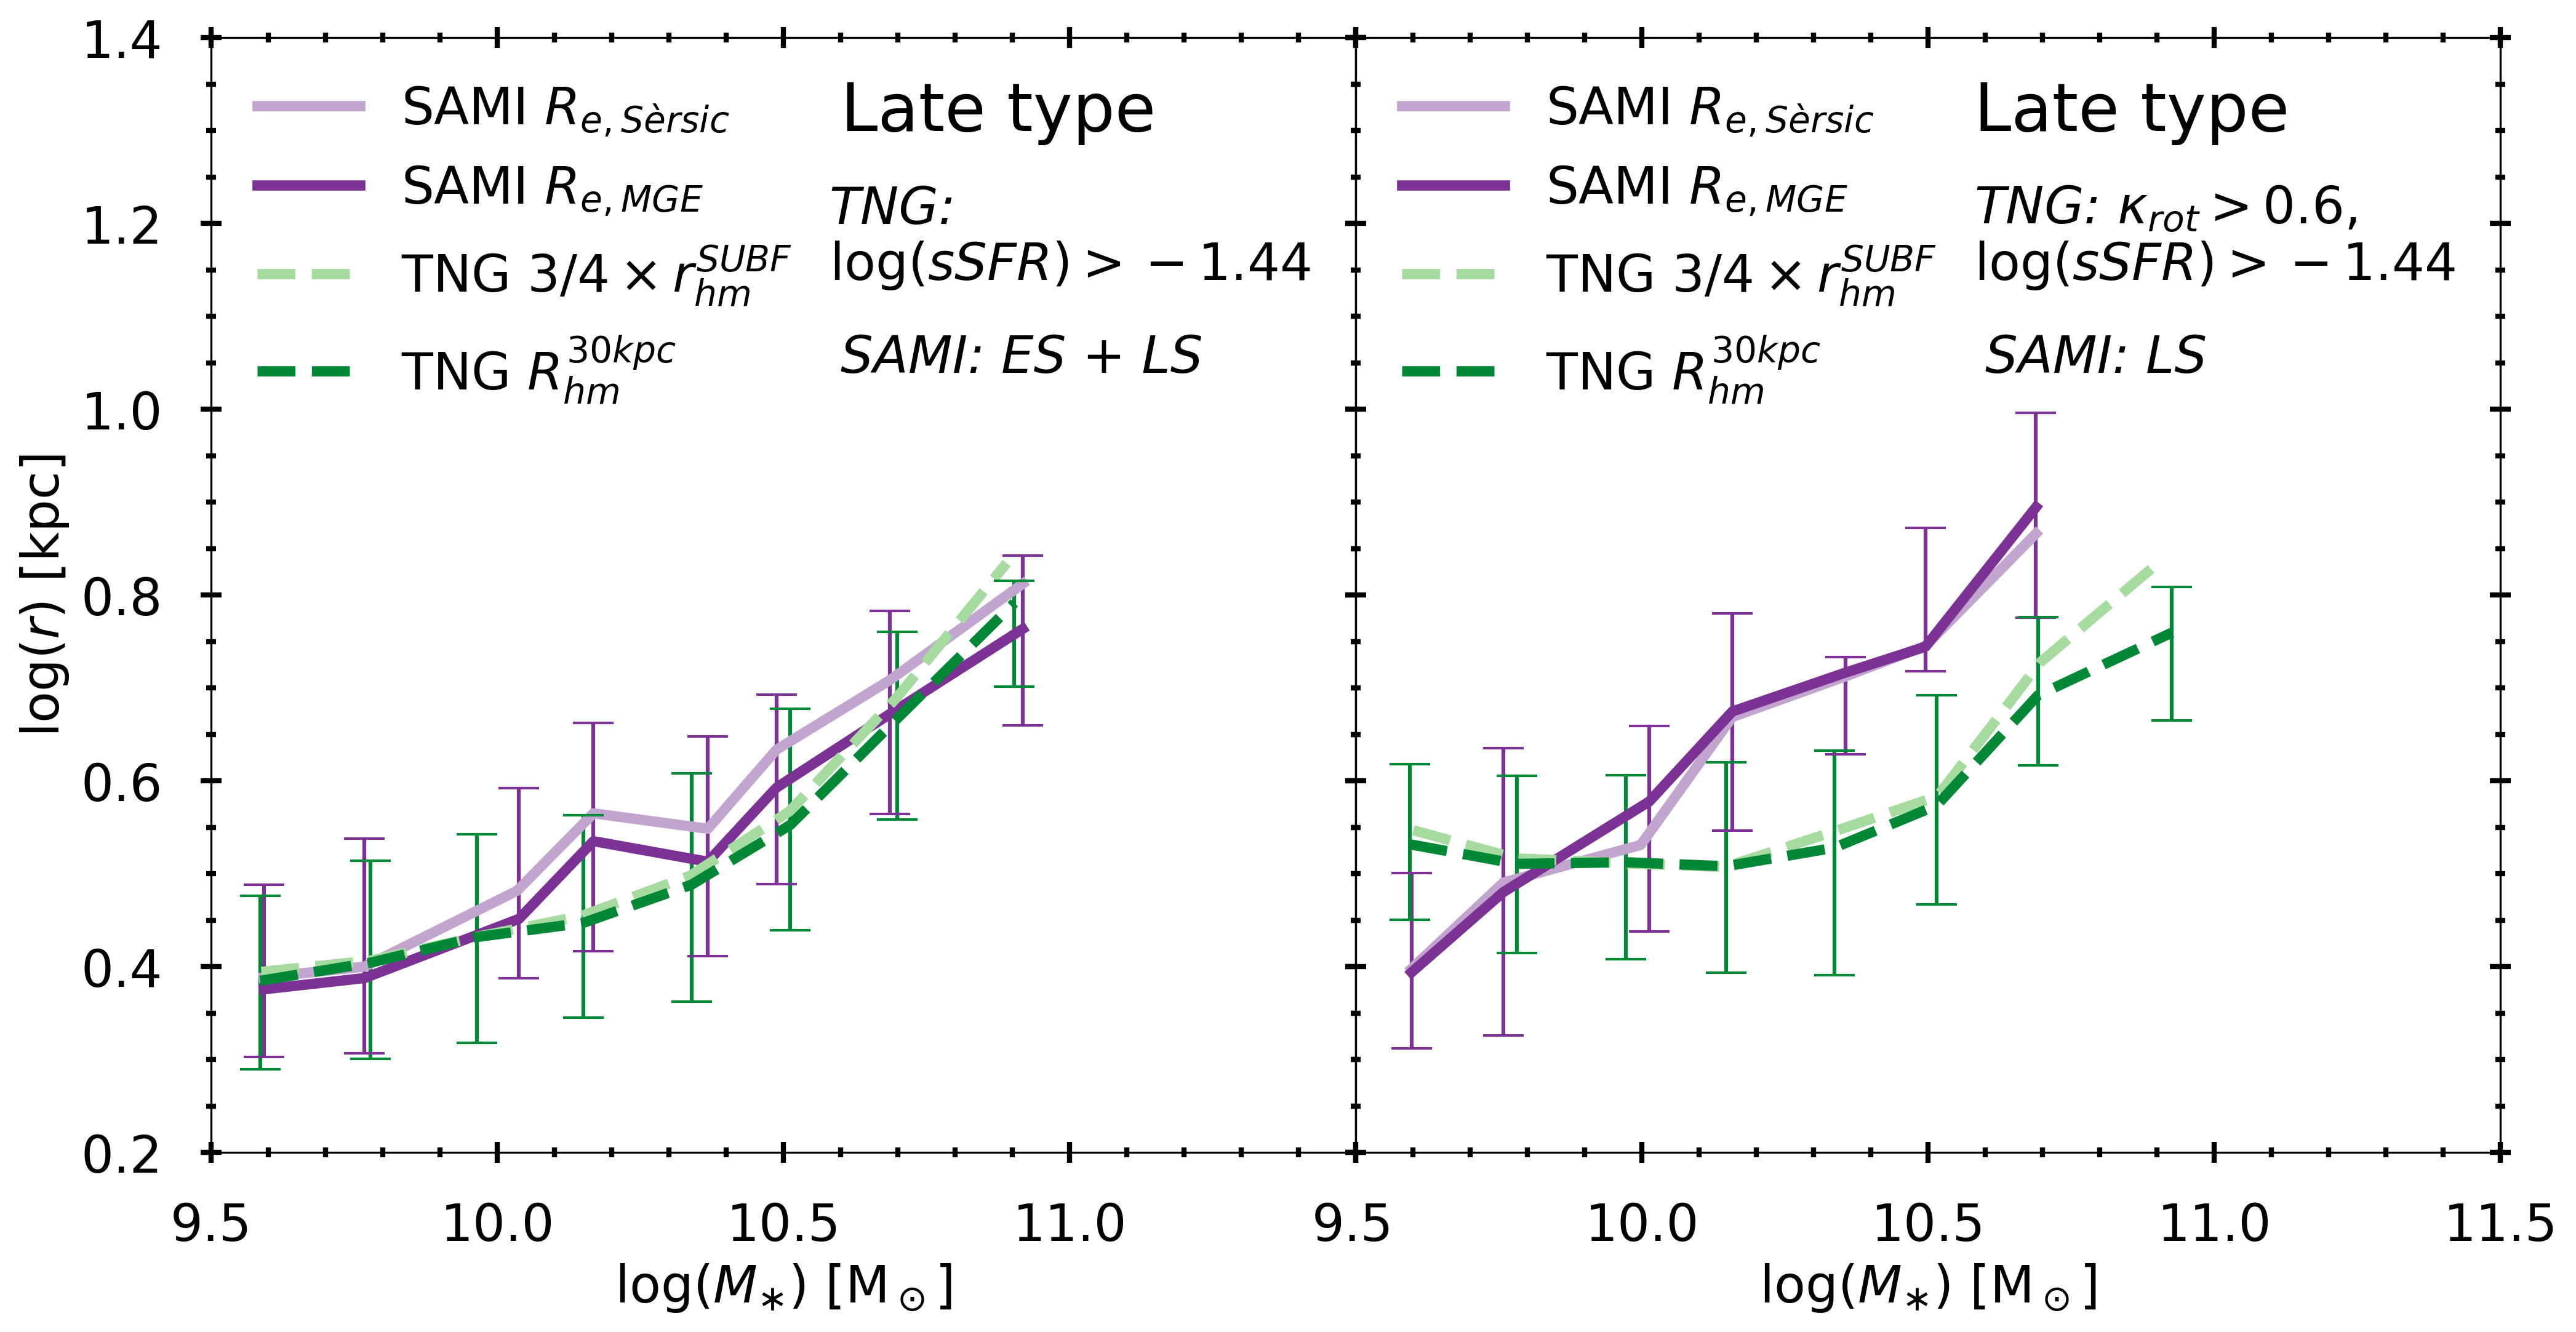 1.4
1.2
1.0
0.8
0.6
0.4
0.2
log(r) [kpc]
SAMI R_{e, Sèrsic}
SAMI R_{e, MGE}
TNG 3/4 × r_{hm}^{SUBF}
TNG R_{hm}^{30kpc}
Late type
TNG:
log(sSFR) > −1.44
SAMI: ES + LS
9.5
10.0
10.5
11.0
log(M_∗) [M_⊙]
SAMI R_{e, Sèrsic}
SAMI R_{e, MGE}
TNG 3/4 × r_{hm}^{SUBF}
TNG R_{hm}^{30kpc}
Late type
TNG: κ_{rot} > 0.6,
log(sSFR) > −1.44
SAMI: LS
9.5
10.0
10.5
11.0
11.5
log(M_∗) [M_⊙]